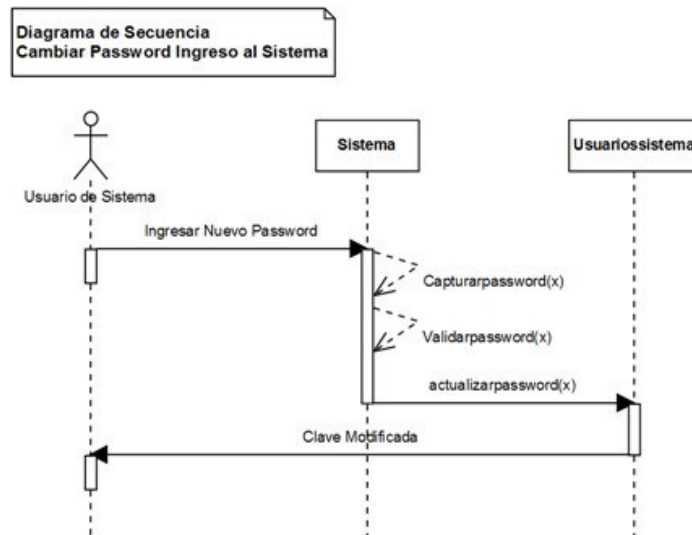 Diagrama de Secuencia
Cambiar Password Ingreso al Sistema
Sistema
Usuariossistema
Usuario de Sistema
Ingresar Nuevo Password
Capturarpassword(x)
Validarpassword(x)
actualizarpassword(x)
Clave Modificada